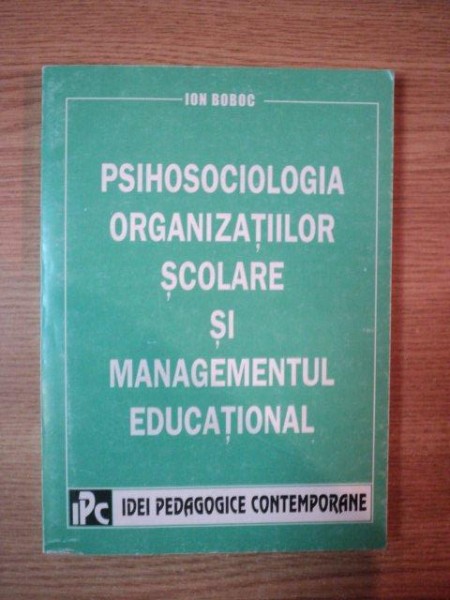 ION BOBOC
PSIHOSOCIOLOGIA
ORGANIZAȚIILOR
ȘCOLARE
ȘI
MANAGEMENTUL
EDUCAȚIONAL
IPC IDEI PEDAGOGICE CONTEMPORANE